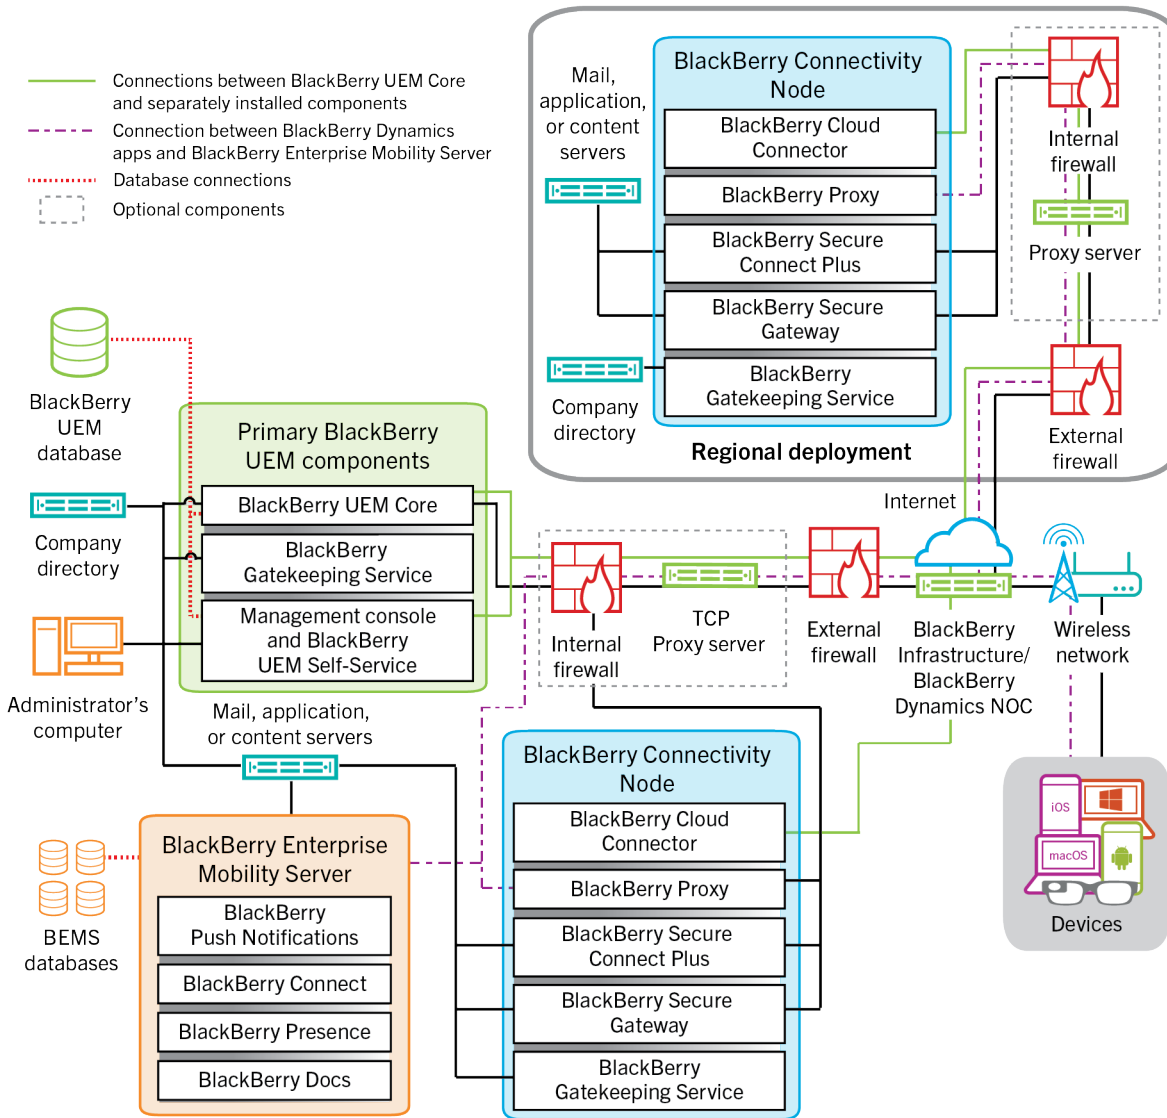 Connections between BlackBerry UEM Core
and separately installed components
Connection between BlackBerry Dynamics
apps and BlackBerry Enterprise Mobility Server
Database connections
Optional components
Mail,
application,
or content
servers
BlackBerry Connectivity
Node
BlackBerry Cloud
Connector
BlackBerry Proxy
BlackBerry Secure
Connect Plus
BlackBerry Secure
Gateway
BlackBerry
Gatekeeping Service
Company
directory
Regional deployment
Internal
firewall
Proxy server
External
firewall
BlackBerry
UEM
database
Company
directory
Administrator's
computer
Primary BlackBerry
UEM components
BlackBerry UEM Core
BlackBerry
Gatekeeping Service
Management console
and BlackBerry
UEM Self-Service
Internal
firewall
TCP
Proxy server
External
firewall
Internet
BlackBerry
Infrastructure/
BlackBerry
Dynamics NOC
Wireless
network
Mail, application,
or content servers
BlackBerry Enterprise
Mobility Server
BlackBerry
Push Notifications
BlackBerry Connect
BlackBerry Presence
BlackBerry Docs
BEMS
databases
BlackBerry Connectivity
Node
BlackBerry Cloud
Connector
BlackBerry Proxy
BlackBerry Secure
Connect Plus
BlackBerry Secure
Gateway
BlackBerry
Gatekeeping Service
iOS
macOS
Devices